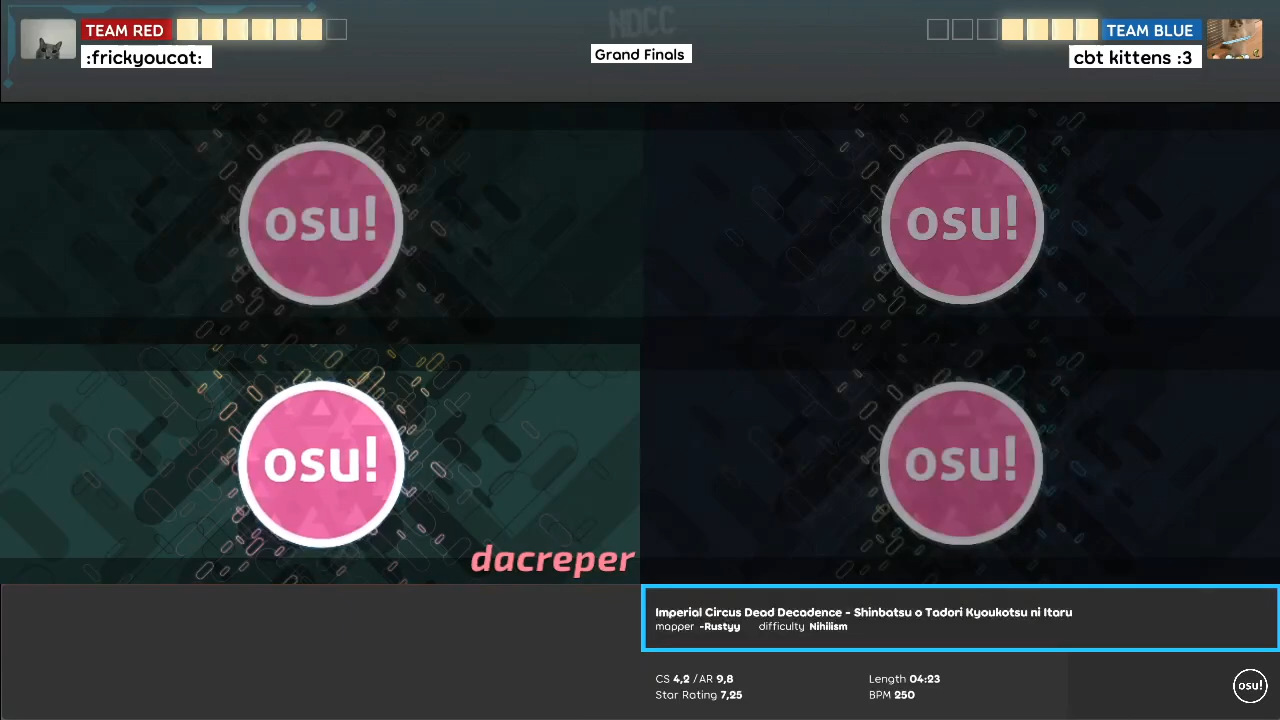 NDCC
TEAM RED
:frickyoucat:
Grand Finals
TEAM BLUE
cbt kittens :3
osu!
osu!
osu!
osu!
dacreper
Imperial Circus Dead Decadence - Shinbatsu o Tadori Kyoukotsu ni Itaru
mapper -Rustyy difficulty Nihilism
CS 4,2 / AR 9,8 Length 04:23
Star Rating 7,25 BPM 250
osu!